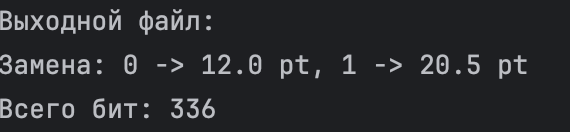 Выходной файл:
Замена: 0 -> 12.0 pt, 1 -> 20.5 pt
Всего бит: 336